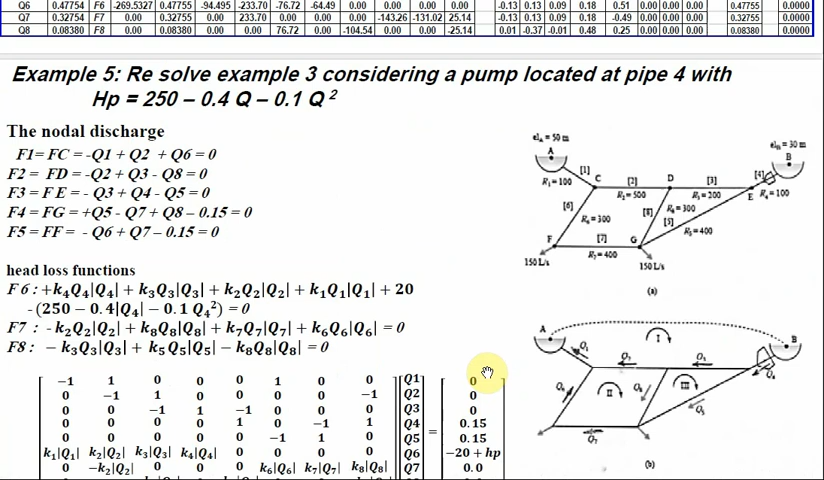 Q6 0.47754 F6 -269.5327 0.47755 -94.495 -233.70 -76.72 -64.49 0.00 0.00 0.00 0.00 -0.13 0.13 0.09 0.18 0.51 0.00 0.00 0.00 0.47755 0.0000
Q7 0.32754 F7 0.00 0.32755 0.00 233.70 0.00 0.00 0.00 -143.26 -131.02 25.14 -0.13 0.13 0.09 0.18 -0.49 0.00 0.00 0.00 0.32755 0.0000
Q8 0.08380 F8 0.00 0.08380 0.00 0.00 76.72 0.00 -104.54 0.00 0.00 -25.14 0.01 -0.37 -0.01 0.48 0.25 0.00 0.00 0.00 0.08380 0.0000
Example 5: Re solve example 3 considering a pump located at pipe 4 with
Hp = 250 – 0.4 Q – 0.1 Q 2
The nodal discharge
F1= FC = -Q1 + Q2 + Q6 = 0
F2 = FD = -Q2 + Q3 - Q8 = 0
F3 = F E = - Q3 + Q4 - Q5 = 0
F4 = FG = +Q5 - Q7 + Q8 – 0.15 = 0
F5 = FF = - Q6 + Q7 – 0.15 = 0
head loss functions
F 6 : +k4Q4|Q4| + k3Q3|Q3| + k2Q2|Q2| + k1Q1|Q1| + 20
- (250 − 0.4|Q4| − 0.1 Q4²) = 0
F7 : - k2Q2|Q2| + k8Q8|Q8| + k7Q7|Q7| + k6Q6|Q6| = 0
F8 : − k3Q3|Q3| + k5Q5|Q5| − k8Q8|Q8| = 0
−1 1 0 0 0 1 0 0 Q1 0
0 −1 1 0 0 0 0 −1 Q2 0
0 0 −1 1 −1 0 0 0 Q3 0
0 0 0 0 1 0 −1 1 Q4 = 0.15
0 0 0 0 0 −1 1 0 Q5 0.15
k1|Q1| k2|Q2| k3|Q3| k4|Q4| 0 0 0 0 Q6 −20 + hp
0 −k2|Q2| 0 0 0 k6|Q6| k7|Q7| k8|Q8| Q7 0.0
elA = 50 m
A
elB = 30 m
B
[1]
R1 = 100
C
[2]
R2 = 500
D
[3]
R3 = 200
[4]
E R4 = 100
[6]
R6 = 300
[8]
R8 = 300
[5]
R5 = 400
F
[7]
R7 = 400
G
150 L/s
150 L/s
(a)
A
I
B
Q1
Q2
Q3
Q4
Q6
II
Q8
III
Q5
Q7
(b)